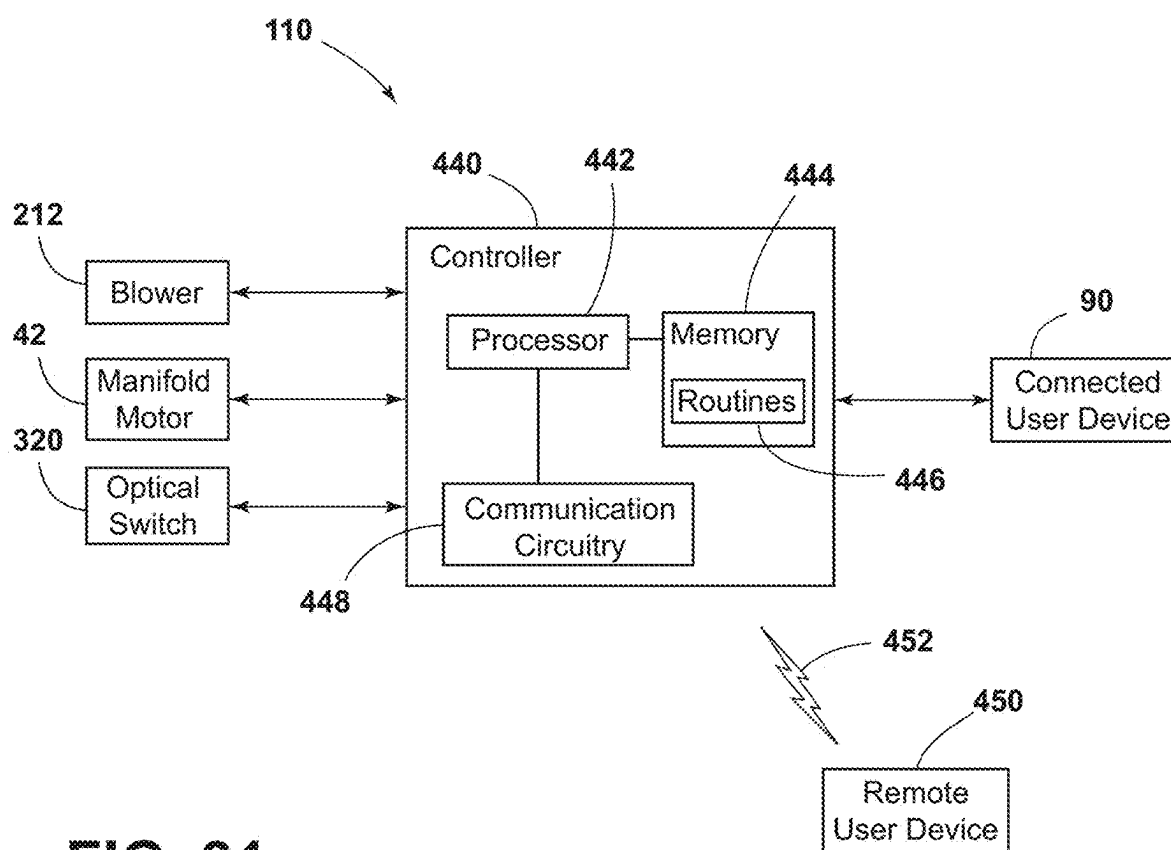 110
440
442
444
212
Controller
Blower
90
42
Processor
Memory
Manifold
Motor
Routines
Connected
User Device
320
446
Optical
Switch
Communication
Circuitry
448
452
450
Remote
User Device